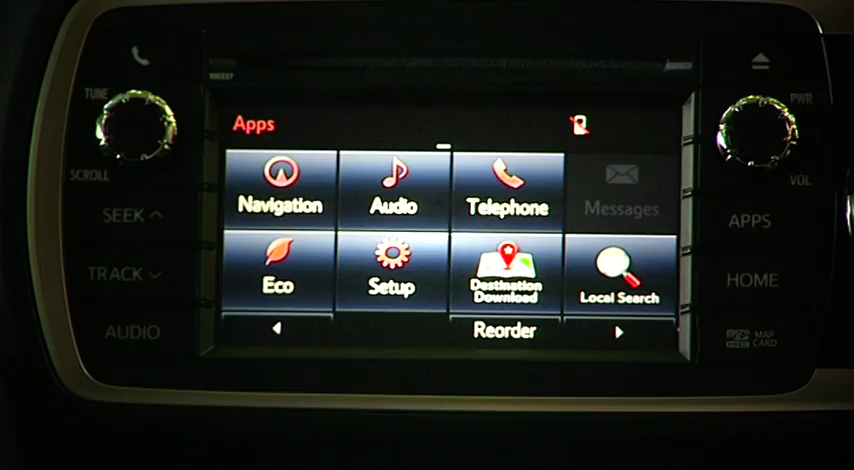 100337
TUNE
SCROLL
SEEK
TRACK
AUDIO
Apps
Navigation
Audio
Telephone
Messages
Eco
Setup
Destination
Download
Local Search
Reorder
PWR
VOL
APPS
HOME
MAP
CARD